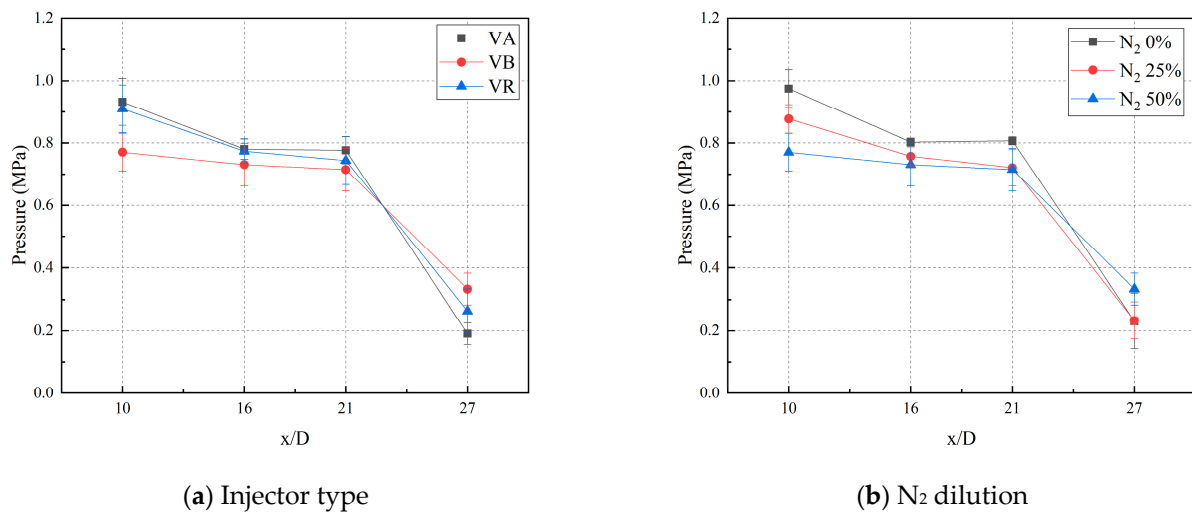 1.2
1.0
0.8
0.6
0.4
0.2
0.0
Pressure (MPa)
10 16 21 27
x/D
VA
VB
VR
(a) Injector type
1.2
1.0
0.8
0.6
0.4
0.2
0.0
Pressure (MPa)
10 16 21 27
x/D
N₂ 0%
N₂ 25%
N₂ 50%
(b) N₂ dilution